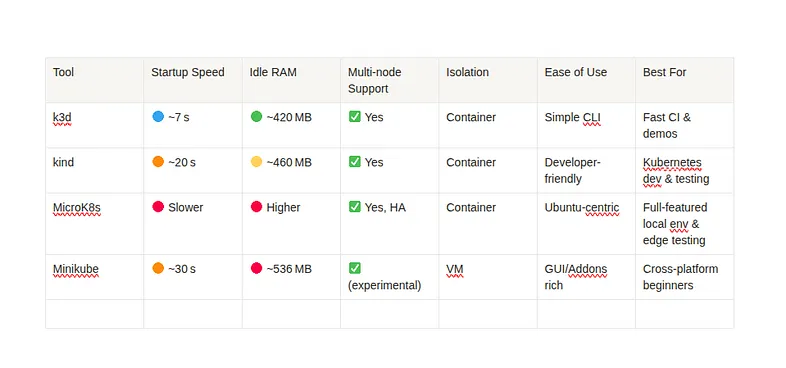 Tool
Startup Speed
Idle RAM
Multi-node
Support
Isolation
Ease of Use
Best For
k3d
~7 s
~420 MB
Yes
Container
Simple CLI
Fast CI &
demos
kind
~20 s
~460 MB
Yes
Container
Developer-
friendly
Kubernetes
dev & testing
MicroK8s
Slower
Higher
Yes, HA
Container
Ubuntu-centric
Full-featured
local env &
edge testing
Minikube
~30 s
~536 MB
(experimental)
VM
GUI/Addons
rich
Cross-platform
beginners